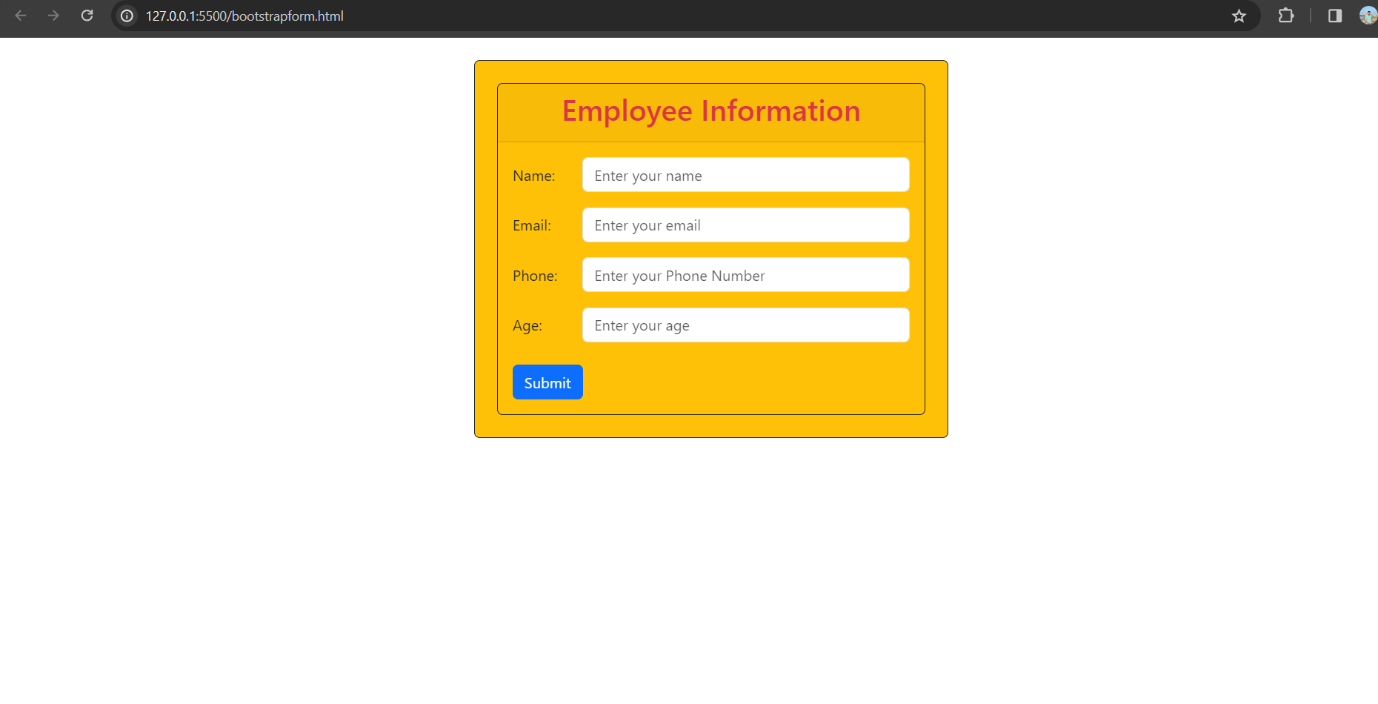 127.0.0.1:5500/bootstrapform.html
Employee Information
Name: Enter your name
Email: Enter your email
Phone: Enter your Phone Number
Age: Enter your age
Submit